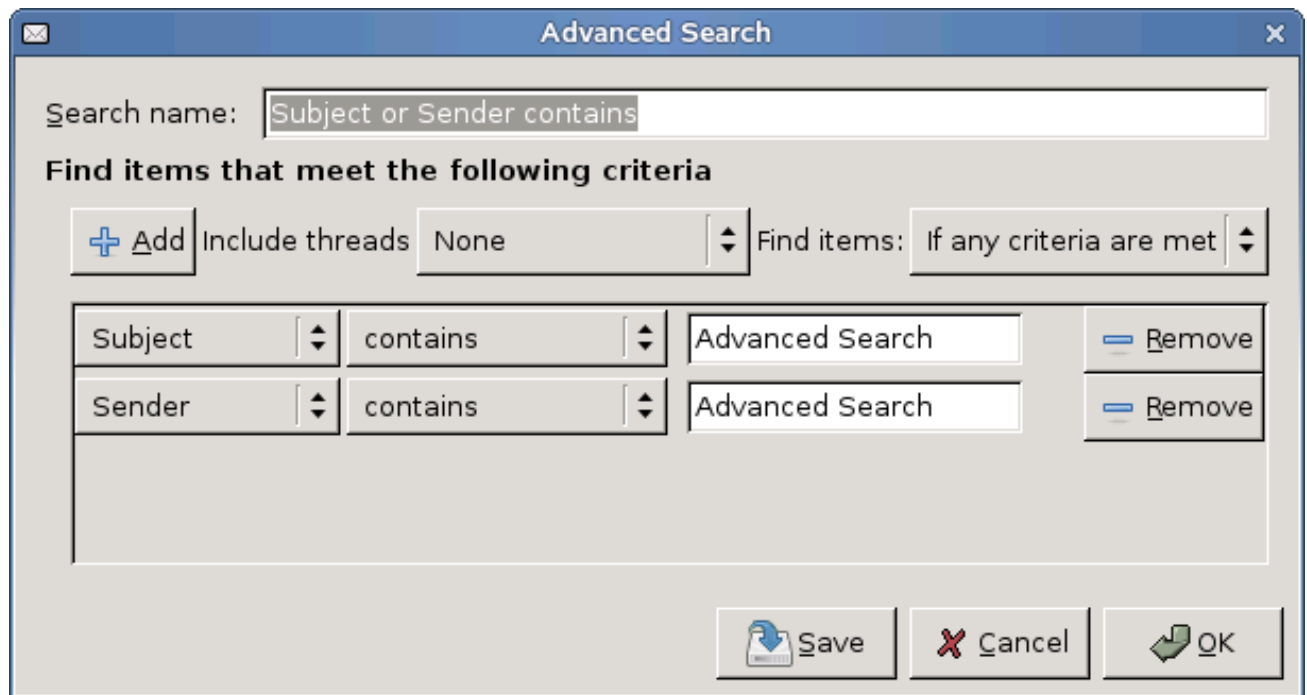 Advanced Search
Search name: Subject or Sender contains
Find items that meet the following criteria
Add Include threads None Find items: If any criteria are met
Subject contains Advanced Search Remove
Sender contains Advanced Search Remove
Save Cancel OK